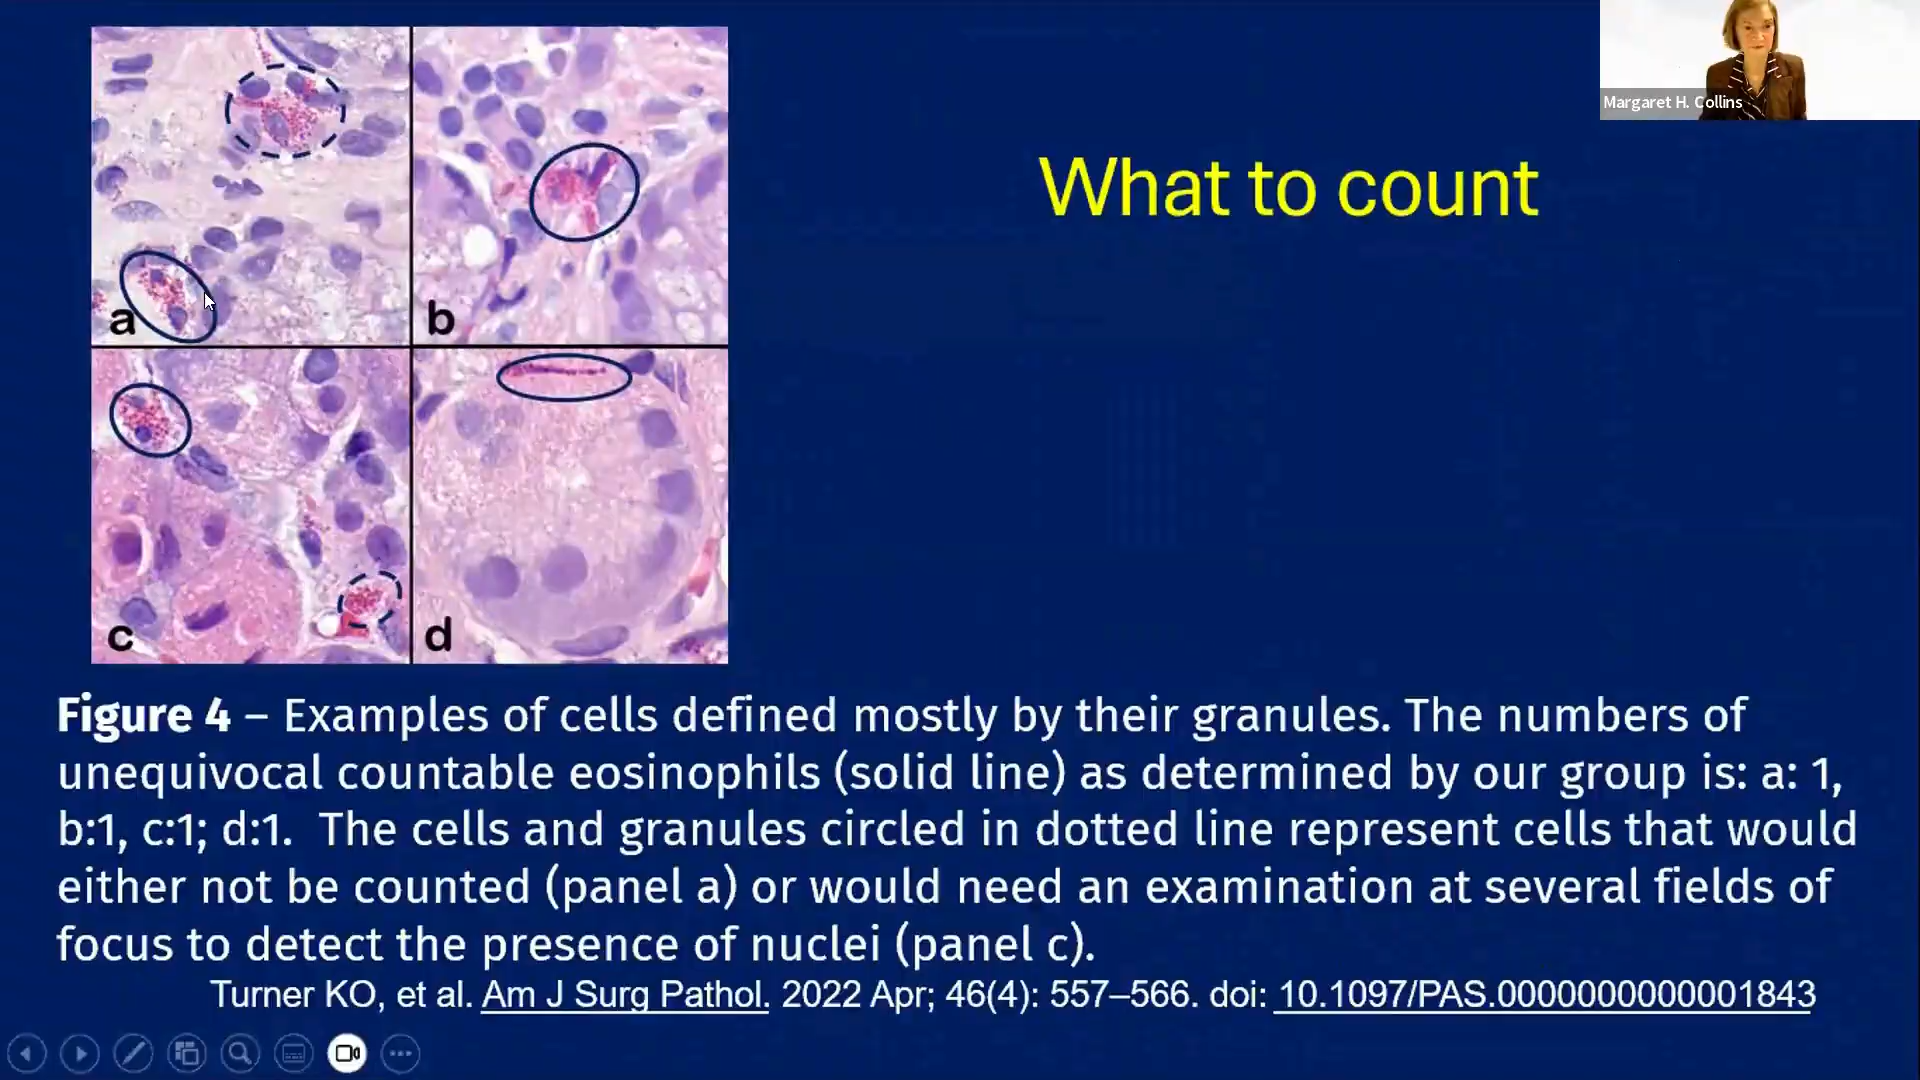 Margaret H. Collins
What to count
a
b
c
d
Figure 4 – Examples of cells defined mostly by their granules. The numbers of
unequivocal countable eosinophils (solid line) as determined by our group is: a: 1,
b:1, c:1; d:1. The cells and granules circled in dotted line represent cells that would
either not be counted (panel a) or would need an examination at several fields of
focus to detect the presence of nuclei (panel c).
Turner KO, et al. Am J Surg Pathol. 2022 Apr; 46(4): 557–566. doi: 10.1097/PAS.0000000000001843